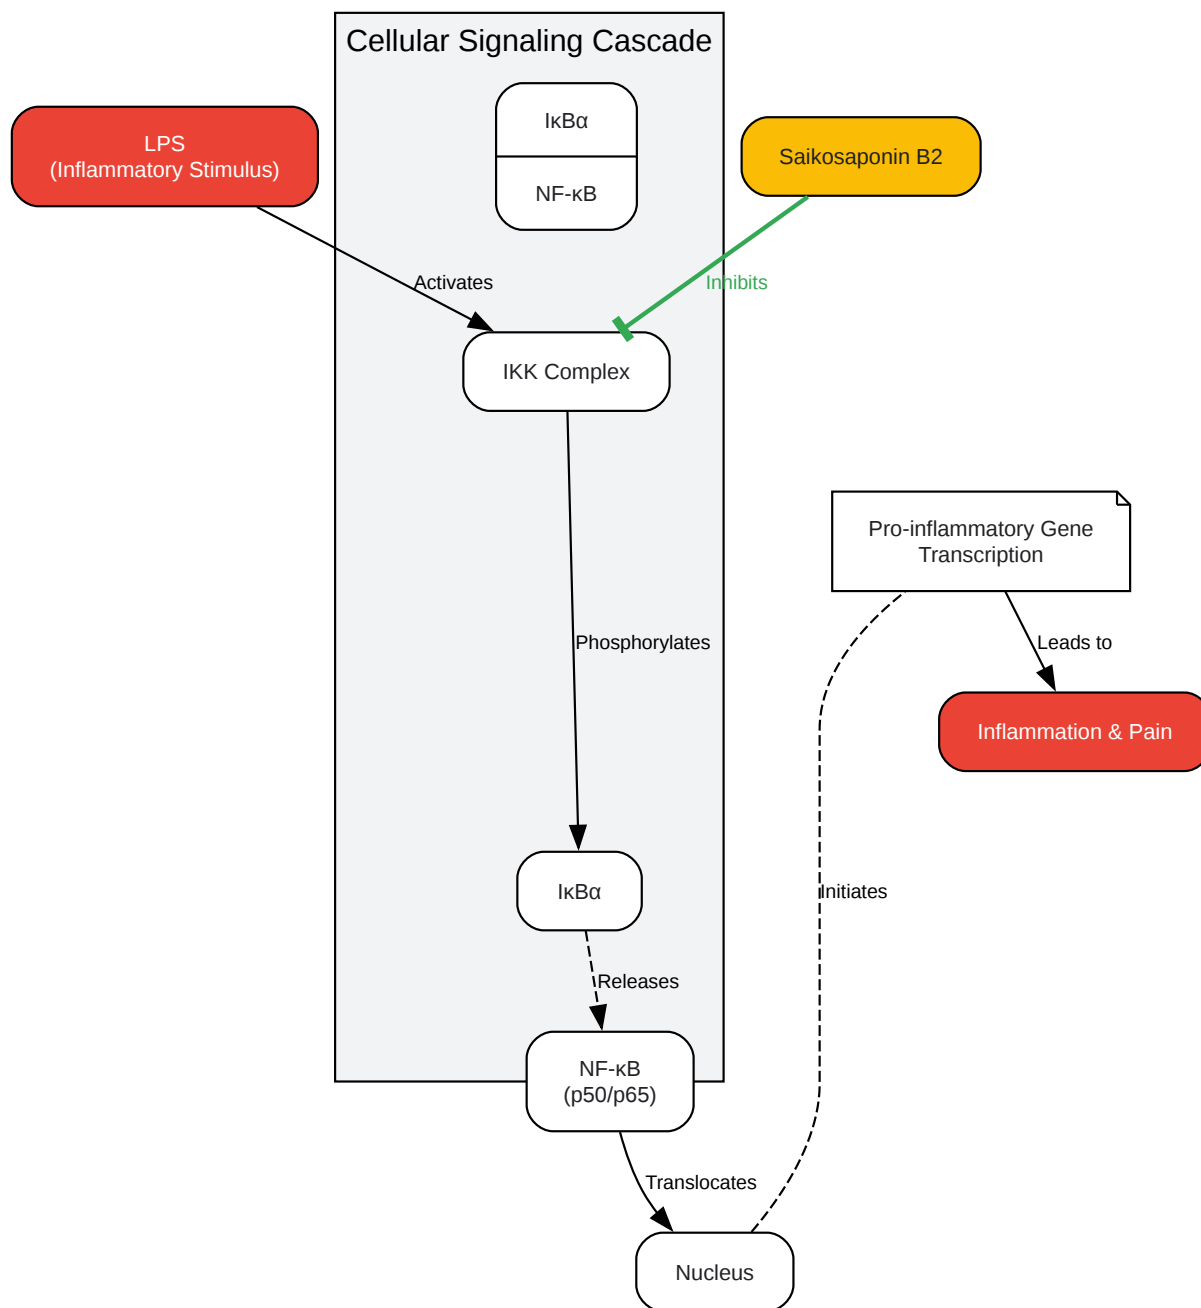 Cellular Signaling Cascade
LPS
(Inflammatory Stimulus)
IκBα
NF-κB
Saikosaponin B2
Activates
Inhibits
IKK Complex
Pro-inflammatory Gene
Transcription
Phosphorylates
Leads to
Inflammation & Pain
IκBα
Initiates
Releases
NF-κB
(p50/p65)
Translocates
Nucleus